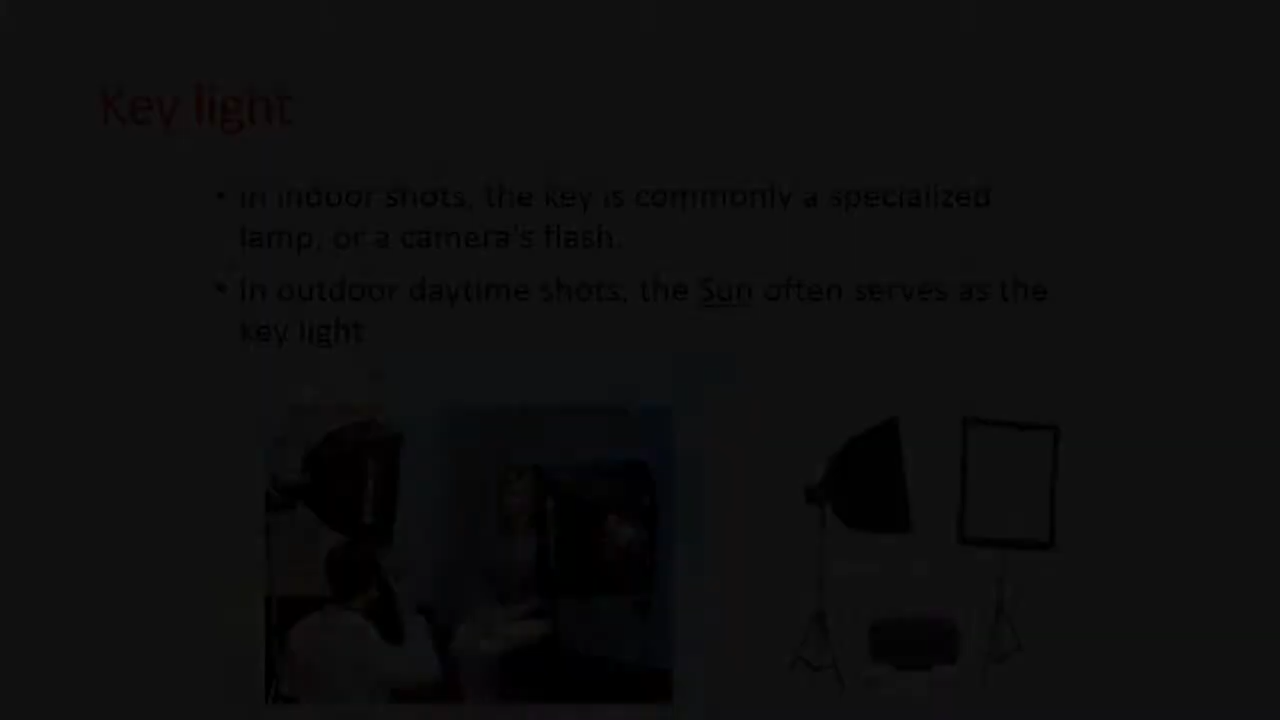 Key light
• In indoor shots, the key is commonly a specialized
lamp, or a camera's flash.
• In outdoor daytime shots, the Sun often serves as the
key light